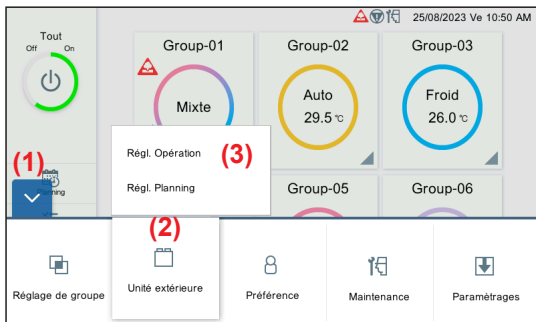 25/08/2023 Ve 10:50 AM
Tout
Off On
Group-01
Group-02
Group-03
Mixte
Auto
29.5 °C
Froid
26.0 °C
(1)
Planning
Régl. Opération
(3)
Régl. Planning
Group-05
Group-06
(2)
Réglage de groupe
Unité extérieure
Préférence
Maintenance
Paramètrages